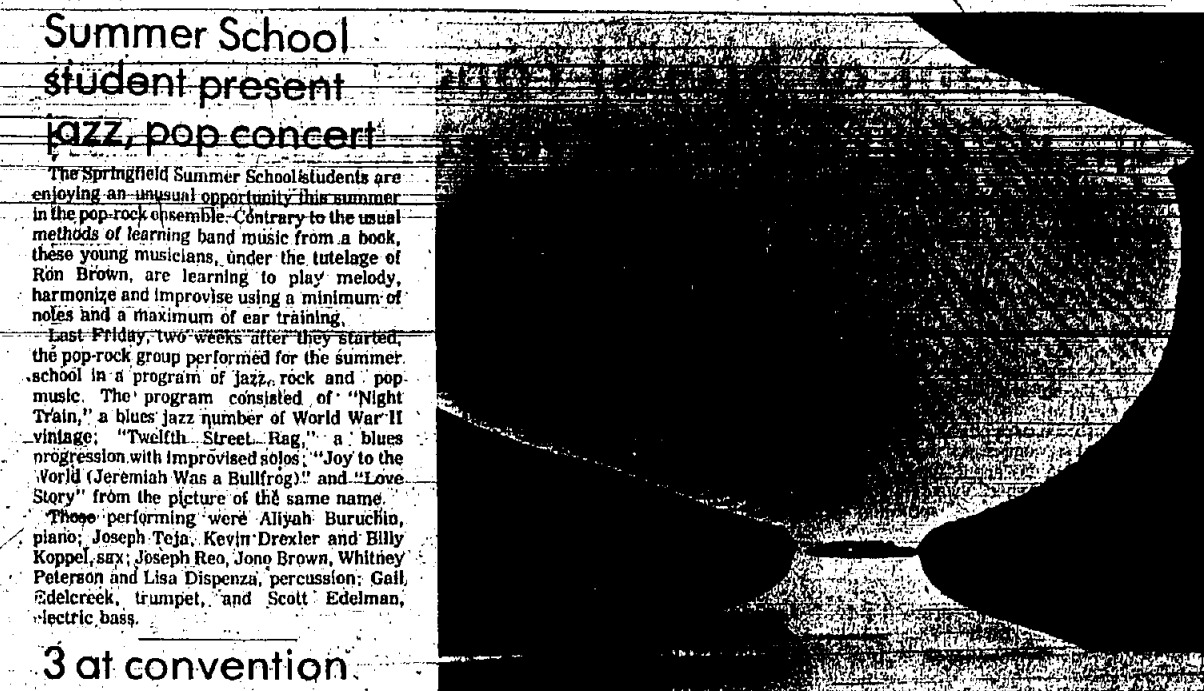 Summer School
student present
jazz, pop concert
The Springfield Summer School students are
enjoying an unusual opportunity this summer
in the pop-rock ensemble. Contrary to the usual
methods of learning band music from a book,
these young musicians, under the tutelage of
Ron Brown, are learning to play melody,
harmonize and improvise using a minimum of
notes and a maximum of ear training.
Last Friday, two weeks after they started,
the pop-rock group performed for the summer
school in a program of jazz, rock and pop
music. The program consisted of "Night
Train," a blues jazz number of World War II
vintage; "Twelfth Street Rag," a blues
progression with improvised solos; "Joy to the
World (Jeremiah Was a Bullfrog)" and "Love
Story" from the picture of the same name.
Those performing were Aliyah Buruchin,
piano; Joseph Teja, Kevin Drexler and Billy
Koppel, sax; Joseph Reo, Jono Brown, Whitney
Peterson and Lisa Dispenza, percussion; Gail
Edelcreek, trumpet, and Scott Edelman,
electric bass.
3 at convention